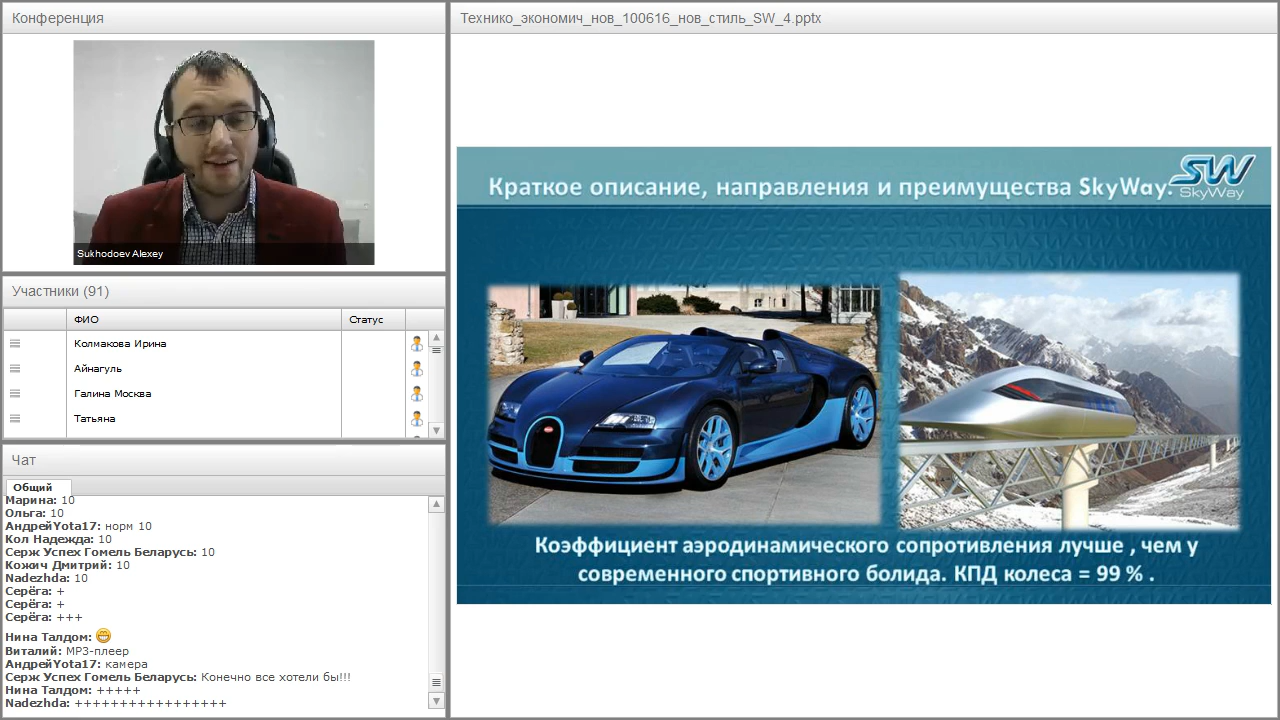 Конференция
Sukhodoev Alexey
Участники (91)
ФИО
Статус
Колмакова Ирина
Айнагуль
Галина Москва
Татьяна
Чат
Общий
Марина: 10
Ольга: 10
АндрейYota17: норм 10
Кол Надежда: 10
Серж Успех Гомель Беларусь: 10
Кожич Дмитрий: 10
Nadezhda: 10
Серёга: +
Серёга: +
Серёга: +++
Нина Талдом:
Виталий: MP3-плеер
АндрейYota17: камера
Серж Успех Гомель Беларусь: Конечно все хотели бы!!!
Нина Талдом: +++++
Nadezhda: +++++++++++++++++
Технико_экономич_нов_100616_нов_стиль_SW_4.pptx
Краткое описание, направления и преимущества SkyWay.
SW
SkyWay
Коэффициент аэродинамического сопротивления лучше , чем у
современного спортивного болида. КПД колеса = 99 % .